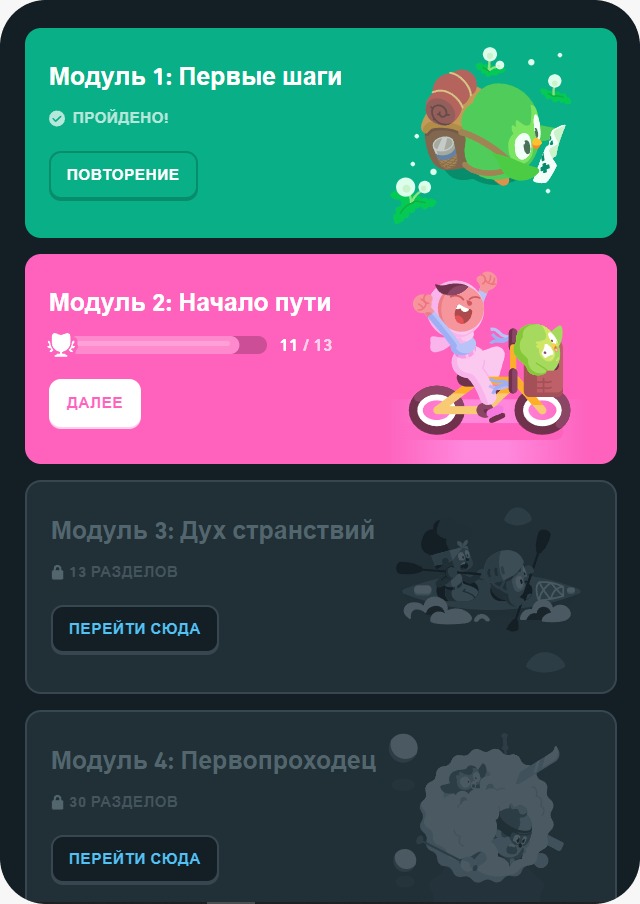 Модуль 1: Первые шаги
ПРОЙДЕНО!
ПОВТОРЕНИЕ
Модуль 2: Начало пути
11 / 13
ДАЛЕЕ
Модуль 3: Дух странствий
13 РАЗДЕЛОВ
ПЕРЕЙТИ СЮДА
Модуль 4: Первопроходец
30 РАЗДЕЛОВ
ПЕРЕЙТИ СЮДА